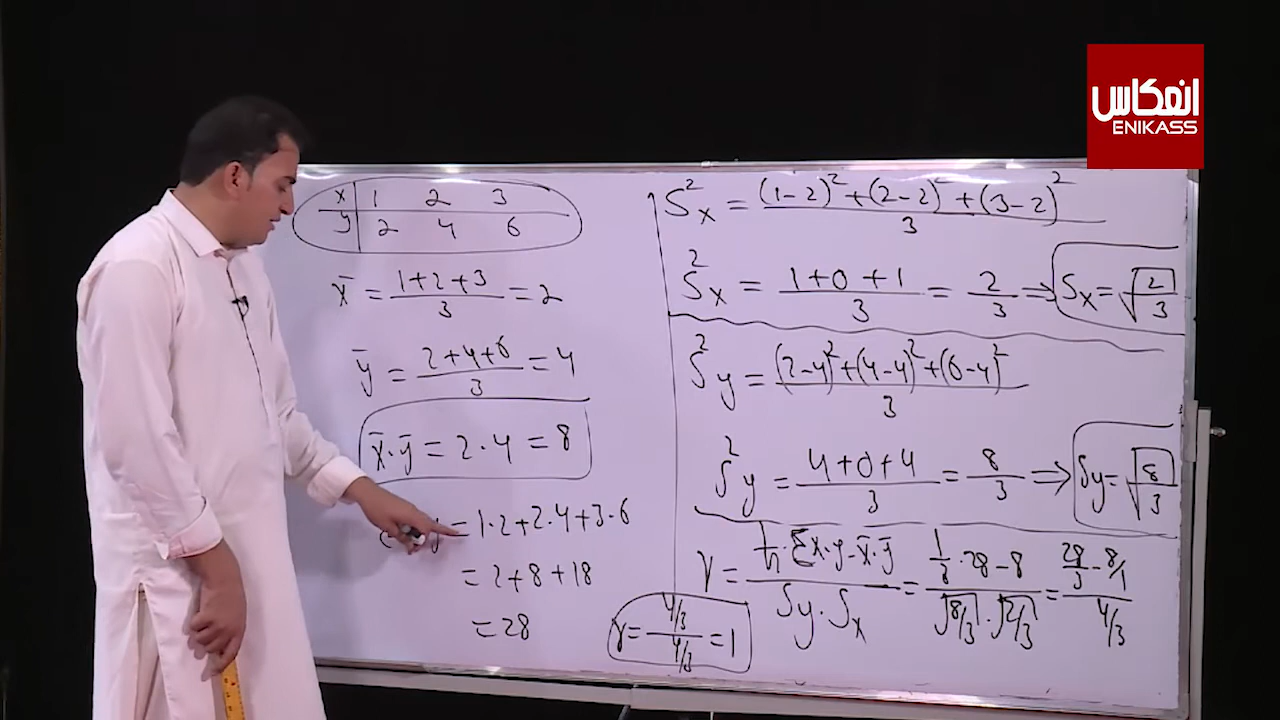 انعکاس
ENIKASS
x | 1 2 3
y | 2 4 6
x̄ = (1+2+3)/3 = 2
ȳ = (2+4+6)/3 = 4
x̄·ȳ = 2·4 = 8
y = 1·2+2·4+3·6
= 2+8+18
= 28
S²x = ((1-2)²+(2-2)²+(3-2)²)/3
S²x = (1+0+1)/3 = 2/3 ⇒ Sx = √(2/3)
S²y = ((2-4)²+(4-4)²+(6-4)²)/3
S²y = (4+0+4)/3 = 8/3 ⇒ Sy = √(8/3)
γ = (1/n·Σx·y-x̄·ȳ)/(Sy·Sx) = (1/3·28-8)/(√(8/3)·√(2/3)) = (28/3-8/1)/(4/3)
γ = (4/3)/(4/3) = 1